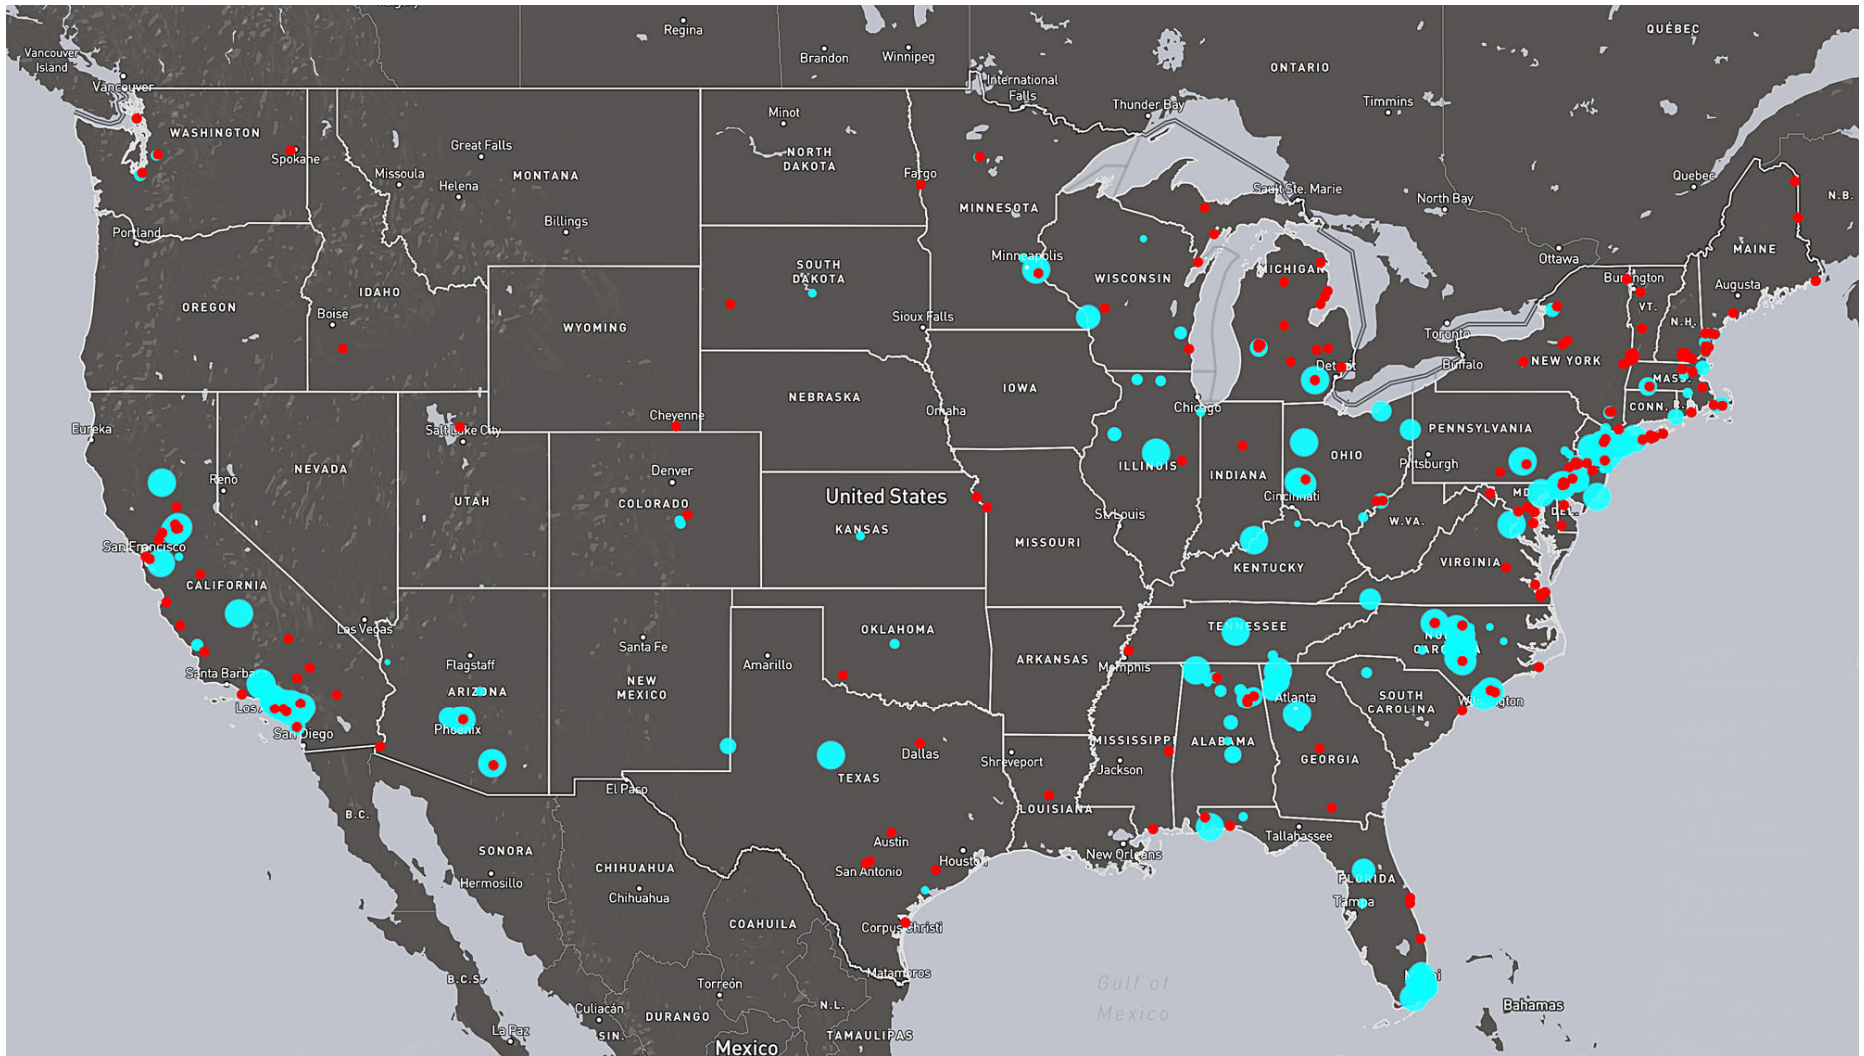 QUÉBEC
Regina
Vancouver
Island
Brandon
Winnipeg
ONTARIO
Vancouver
International
Falls
Thunder Bay
Timmins
Minot
WASHINGTON
Spokane
Great Falls
NORTH
DAKOTA
Missoula
MONTANA
Fargo
Quebec
Helena
Sault Ste. Marie
North Bay
N.B.
MINNESOTA
Billings
Portland
MAINE
Minneapolis
Ottawa
SOUTH
DAKOTA
WISCONSIN
MICHIGAN
Burlington
IDAHO
Augusta
OREGON
Boise
VT.
Sioux Falls
N.H.
WYOMING
Toronto
NEW YORK
Detroit
Buffalo
MASS.
IOWA
NEBRASKA
Chicago
CONN.
Omaha
Cheyenne
Eureka
Salt Lake City
PENNSYLVANIA
OHIO
Pittsburgh
NEVADA
Denver
ILLINOIS
INDIANA
Reno
UTAH
COLORADO
United States
Cincinnati
MD.
DEL.
St. Louis
W.VA.
KANSAS
San Francisco
MISSOURI
VIRGINIA
KENTUCKY
CALIFORNIA
Las Vegas
OKLAHOMA
TENNESSEE
Santa Fe
Flagstaff
Amarillo
ARKANSAS
Memphis
Santa Barbara
ARIZONA
NEW
MEXICO
SOUTH
CAROLINA
Atlanta
Wilmington
Phoenix
San Diego
MISSISSIPPI
ALABAMA
Dallas
Shreveport
GEORGIA
Jackson
TEXAS
El Paso
LOUISIANA
B.C.
Tallahassee
Austin
SONORA
New Orleans
Houston
CHIHUAHUA
San Antonio
FLORIDA
Hermosillo
Chihuahua
Tampa
COAHUILA
Corpus Christi
Matamoros
B.C.S.
Torreón
Gulf of
Mexico
N.L.
Culiacán
Bahamas
DURANGO
SIN.
La Paz
TAMAULIPAS
Mexico